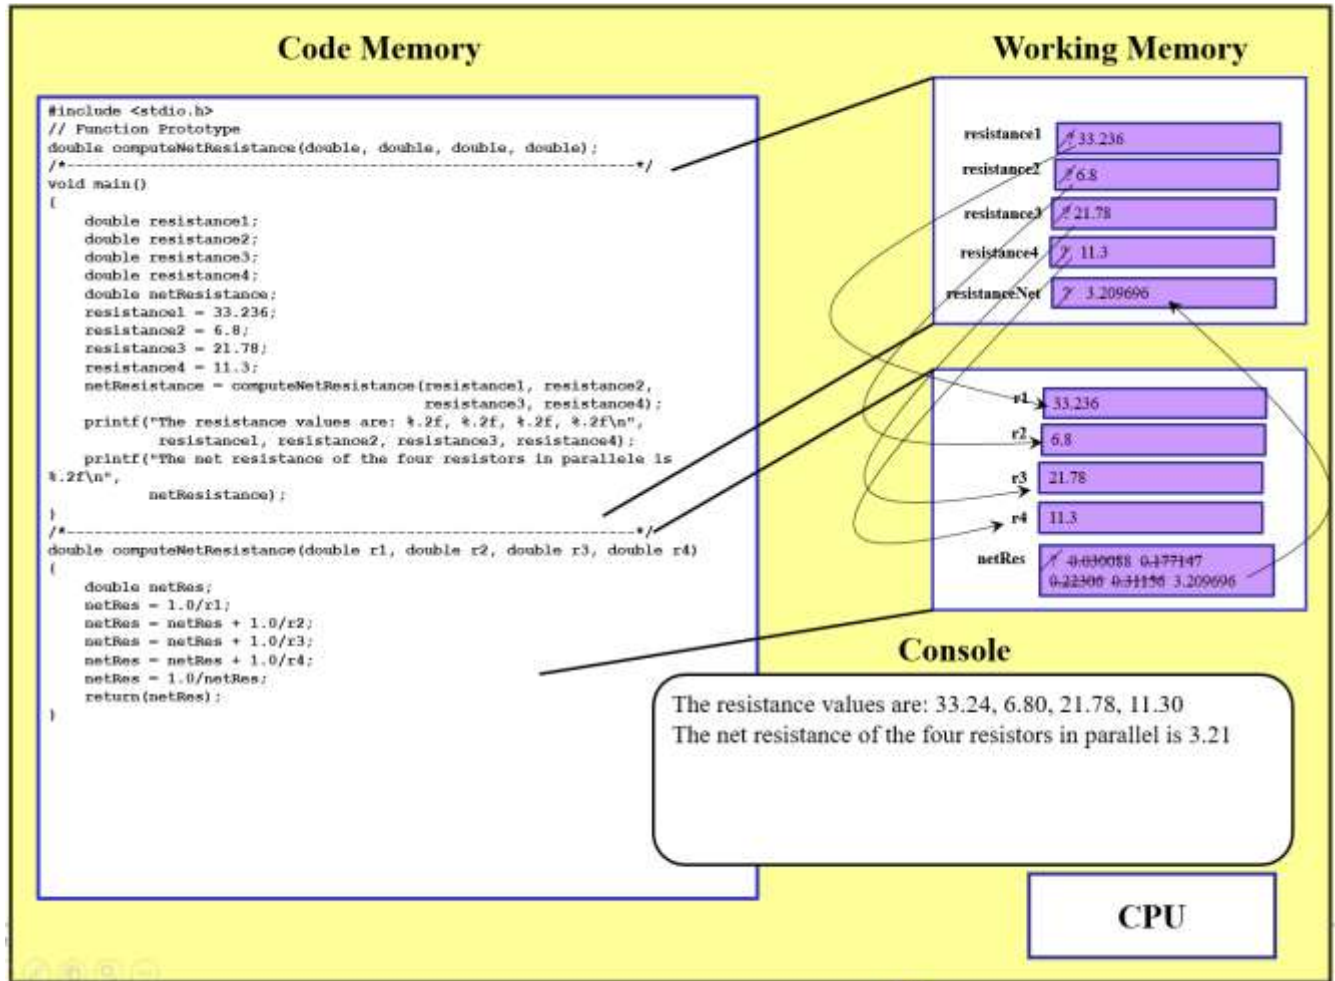 Code Memory
#include <stdio.h>
// Function Prototype
double computeNetResistance(double, double, double, double);
/*----------------------------------------------------------------*/
void main()
{
    double resistance1;
    double resistance2;
    double resistance3;
    double resistance4;
    double netResistance;
    resistance1 = 33.236;
    resistance2 = 6.8;
    resistance3 = 21.78;
    resistance4 = 11.3;
    netResistance = computeNetResistance(resistance1, resistance2,
                                         resistance3, resistance4);
    printf("The resistance values are: %.2f, %.2f, %.2f, %.2f\n",
            resistance1, resistance2, resistance3, resistance4);
    printf("The net resistance of the four resistors in parallele is
%.2f\n",
           netResistance);
}
/*----------------------------------------------------------------*/
double computeNetResistance(double r1, double r2, double r3, double r4)
{
    double netRes;
    netRes = 1.0/r1;
    netRes = netRes + 1.0/r2;
    netRes = netRes + 1.0/r3;
    netRes = netRes + 1.0/r4;
    netRes = 1.0/netRes;
    return(netRes);
}
Working Memory
resistance1 ? 33.236
resistance2 ? 6.8
resistance3 ? 21.78
resistance4 ? 11.3
resistanceNet ? 3.209696
r1 33.236
r2 6.8
r3 21.78
r4 11.3
netRes ? 0.030088 0.177147
0.22306 0.31156 3.209696
Console
The resistance values are: 33.24, 6.80, 21.78, 11.30
The net resistance of the four resistors in parallel is 3.21
CPU